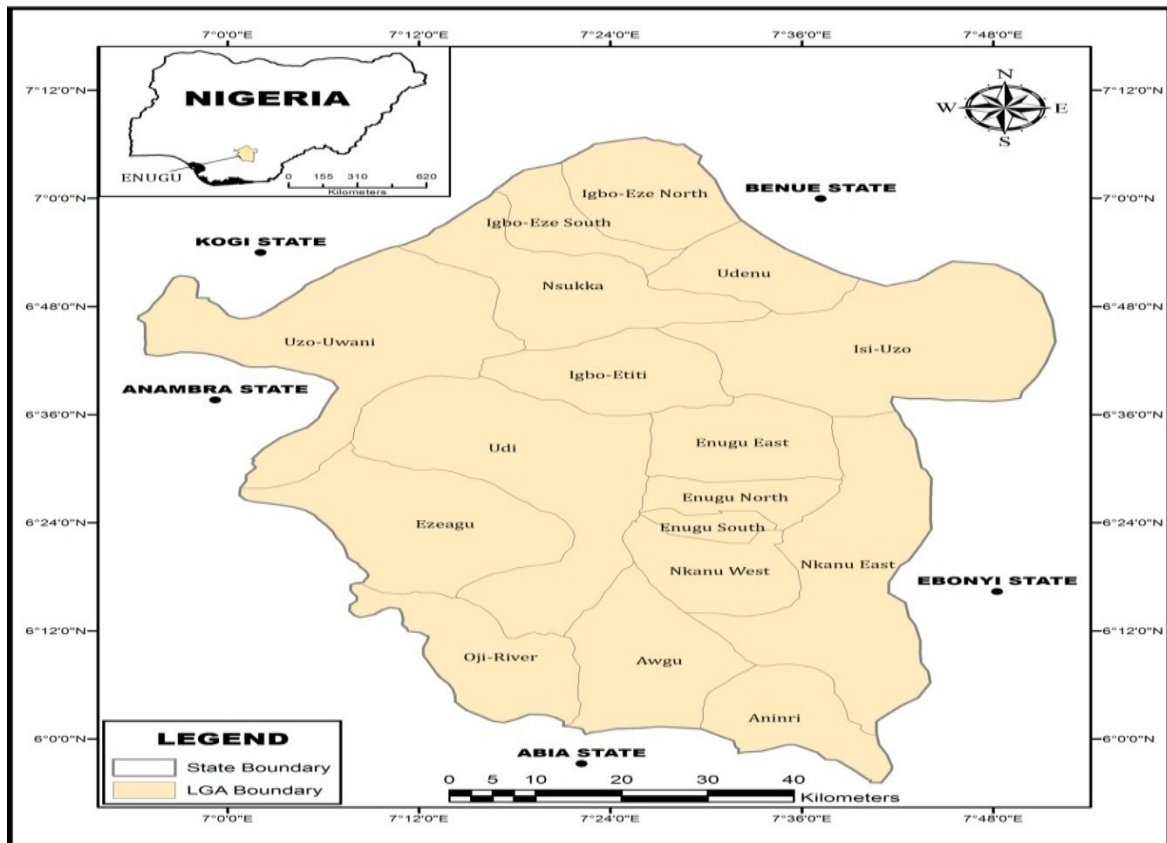 7°0'0"E 7°12'0"E 7°24'0"E 7°36'0"E 7°48'0"E
7°12'0"N
7°12'0"N
NIGERIA
ENUGU
0 155 310 620
Kilometers
N
W E
S
7°0'0"N
7°0'0"N
BENUE STATE
Igbo-Eze North
Igbo-Eze South
KOGI STATE
Udenu
Nsukka
6°48'0"N
6°48'0"N
Uzo-Uwani
Isi-Uzo
Igbo-Etiti
ANAMBRA STATE
6°36'0"N
6°36'0"N
Udi
Enugu East
Enugu North
6°24'0"N
6°24'0"N
Ezeagu
Enugu South
Nkanu West
Nkanu East
EBONYI STATE
6°12'0"N
6°12'0"N
Oji-River
Awgu
Aninri
6°0'0"N
6°0'0"N
LEGEND
State Boundary
LGA Boundary
ABIA STATE
0 5 10 20 30 40
Kilometers
7°0'0"E 7°12'0"E 7°24'0"E 7°36'0"E 7°48'0"E